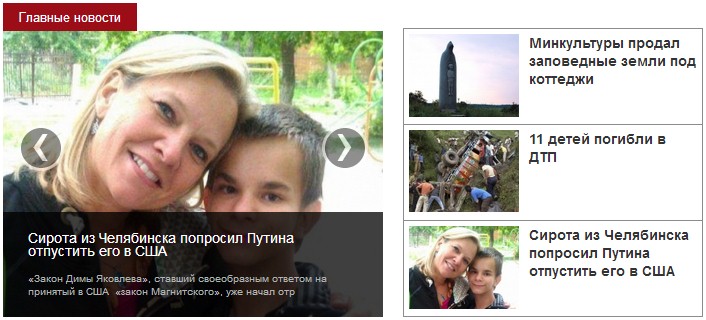 Главные новости
Сирота из Челябинска попросил Путина
отпустить его в США
«Закон Димы Яковлева», ставший своеобразным ответом на
принятый в США «закон Магнитского», уже начал отр
Минкультуры продал
заповедные земли под
коттеджи
11 детей погибли в
ДТП
Сирота из Челябинска
попросил Путина
отпустить его в США